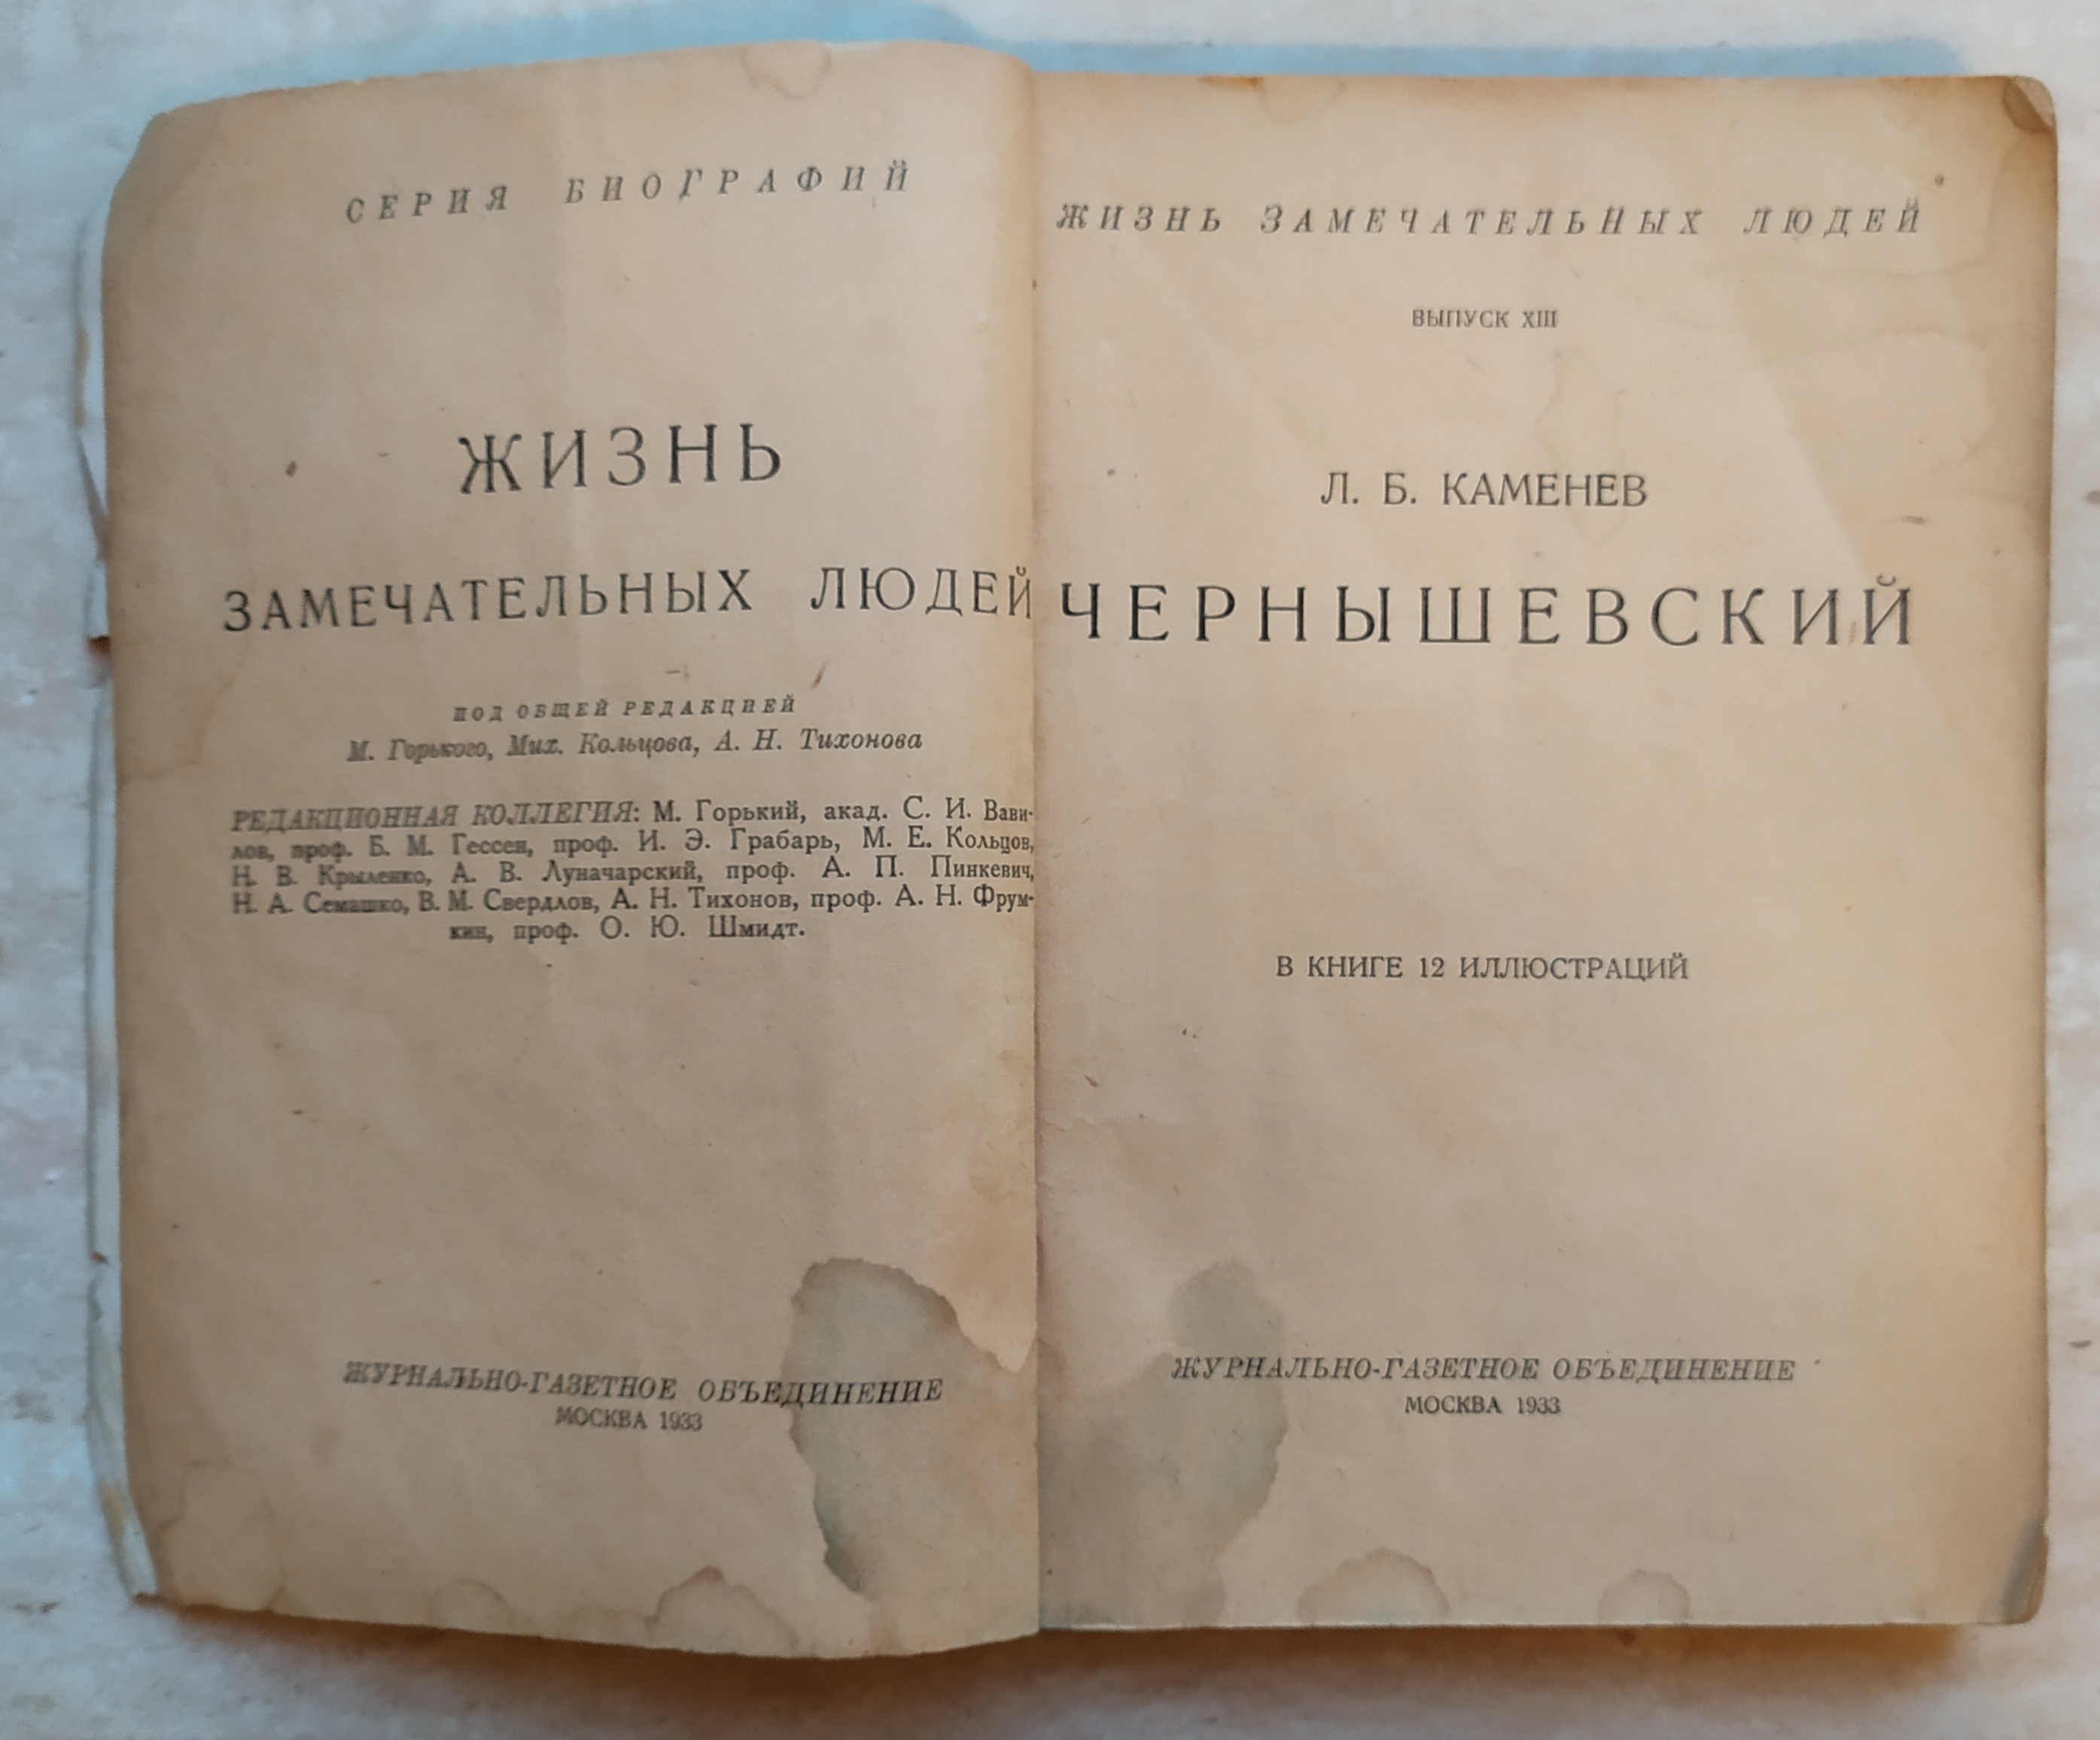 СЕРИЯ БИОГРАФИЙ
ЖИЗНЬ
ЗАМЕЧАТЕЛЬНЫХ ЛЮДЕЙ
ПОД ОБЩЕЙ РЕДАКЦИЕЙ
М. Горького, Мих. Кольцова, А. Н. Тихонова
РЕДАКЦИОННАЯ КОЛЛЕГИЯ: М. Горький, акад. С. И. Вави-
лов, проф. Б. М. Гессен, проф. И. Э. Грабарь, М. Е. Кольцов,
Н. В. Крыленко, А. В. Луначарский, проф. А. П. Пинкевич,
Н. А. Семашко, В. М. Свердлов, А. Н. Тихонов, проф. А. Н. Фрум-
кин, проф. О. Ю. Шмидт.
ЖУРНАЛЬНО-ГАЗЕТНОЕ ОБЪЕДИНЕНИЕ
МОСКВА 1933
ЖИЗНЬ ЗАМЕЧАТЕЛЬНЫХ ЛЮДЕЙ
ВЫПУСК XIII
Л. Б. КАМЕНЕВ
ЧЕРНЫШЕВСКИЙ
В КНИГЕ 12 ИЛЛЮСТРАЦИЙ
ЖУРНАЛЬНО-ГАЗЕТНОЕ ОБЪЕДИНЕНИЕ
МОСКВА 1933